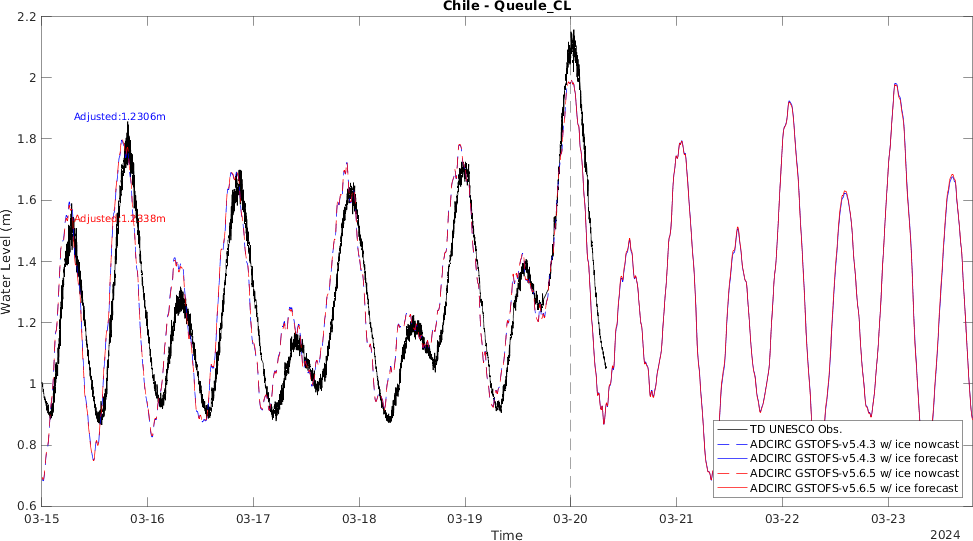 Chile - Queule_CL
2.2
2
1.8
1.6
1.4
1.2
1
0.8
0.6
Water Level (m)
Adjusted:1.2306m
Adjusted:1.2338m
TD UNESCO Obs.
ADCIRC GSTOFS-v5.4.3 w/ ice nowcast
ADCIRC GSTOFS-v5.4.3 w/ ice forecast
ADCIRC GSTOFS-v5.6.5 w/ ice nowcast
ADCIRC GSTOFS-v5.6.5 w/ ice forecast
03-15 03-16 03-17 03-18 03-19 03-20 03-21 03-22 03-23
Time
2024